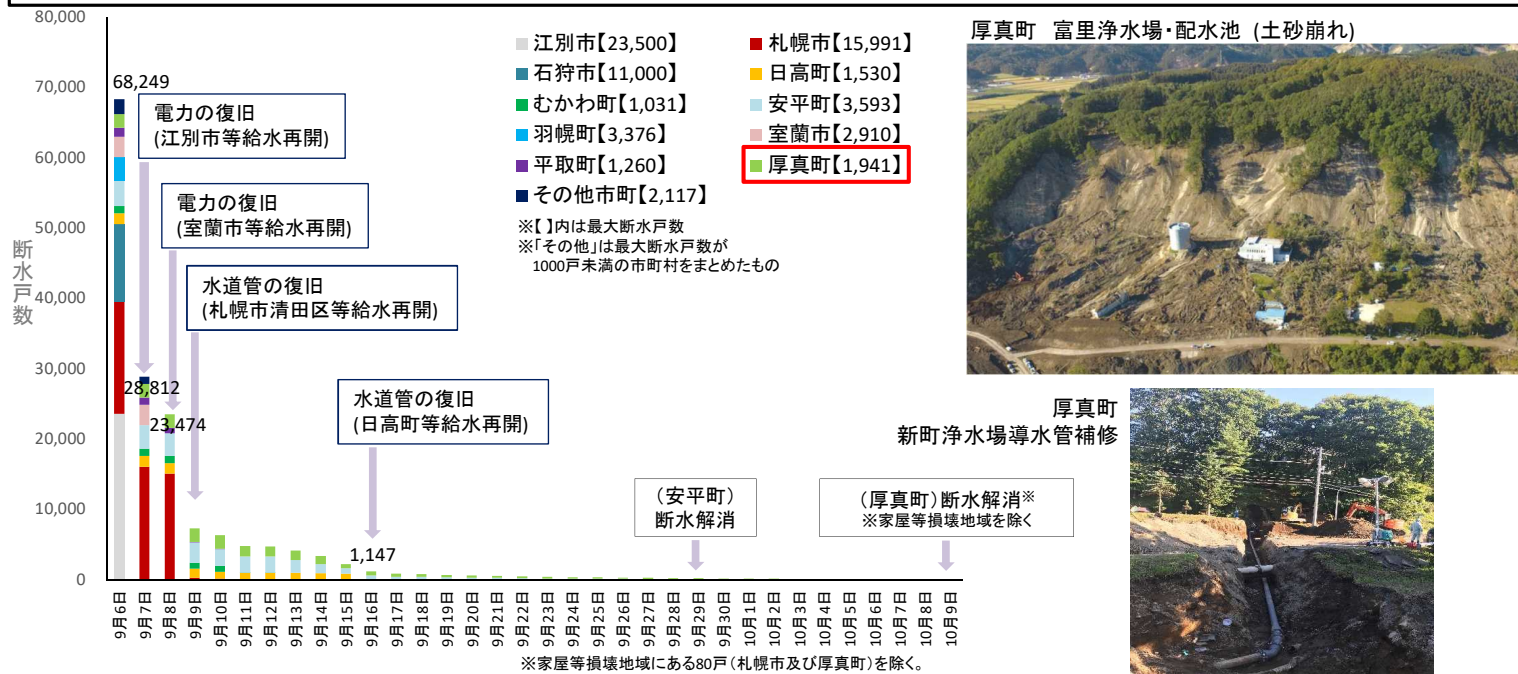 80,000
70,000
60,000
50,000
40,000
30,000
20,000
10,000
0
断水戸数
68,249
28,812
23,474
1,147
電力の復旧
(江別市等給水再開)
電力の復旧
(室蘭市等給水再開)
水道管の復旧
(札幌市清田区等給水再開)
水道管の復旧
(日高町等給水再開)
(安平町)
断水解消
(厚真町)断水解消※
※家屋等損壊地域を除く
江別市【23,500】
札幌市【15,991】
石狩市【11,000】
日高町【1,530】
むかわ町【1,031】
安平町【3,593】
羽幌町【3,376】
室蘭市【2,910】
平取町【1,260】
厚真町【1,941】
その他市町【2,117】
※【 】内は最大断水戸数
※「その他」は最大断水戸数が
1000戸未満の市町村をまとめたもの
9月6日
9月7日
9月8日
9月9日
9月10日
9月11日
9月12日
9月13日
9月14日
9月15日
9月16日
9月17日
9月18日
9月19日
9月20日
9月21日
9月22日
9月23日
9月24日
9月25日
9月26日
9月27日
9月28日
9月29日
9月30日
10月1日
10月2日
10月3日
10月4日
10月5日
10月6日
10月7日
10月8日
10月9日
※家屋等損壊地域にある80戸(札幌市及び厚真町)を除く。
厚真町 富里浄水場・配水池 (土砂崩れ)
厚真町
新町浄水場導水管補修